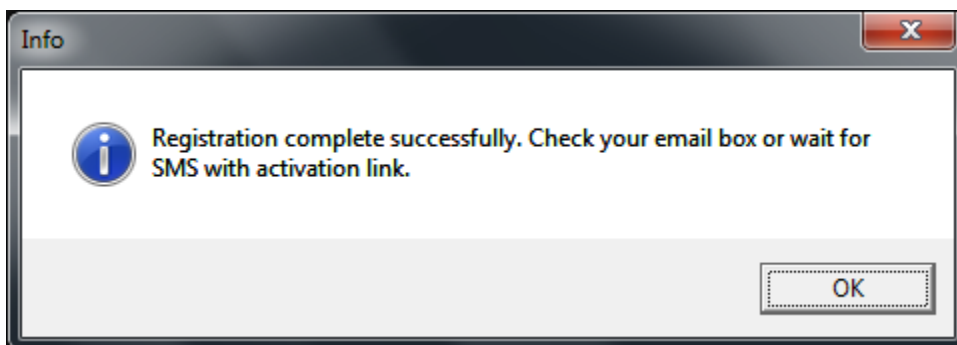 Info
Registration complete successfully. Check your email box or wait for
SMS with activation link.
OK